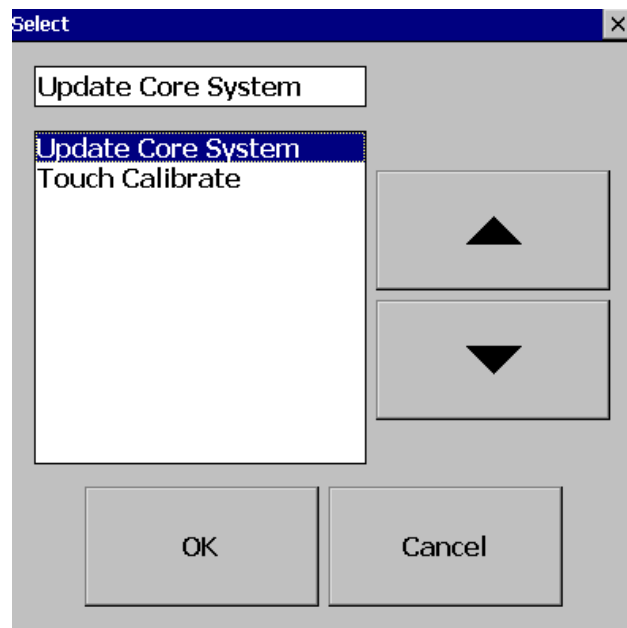 Select
Update Core System
Update Core System
Touch Calibrate
OK
Cancel